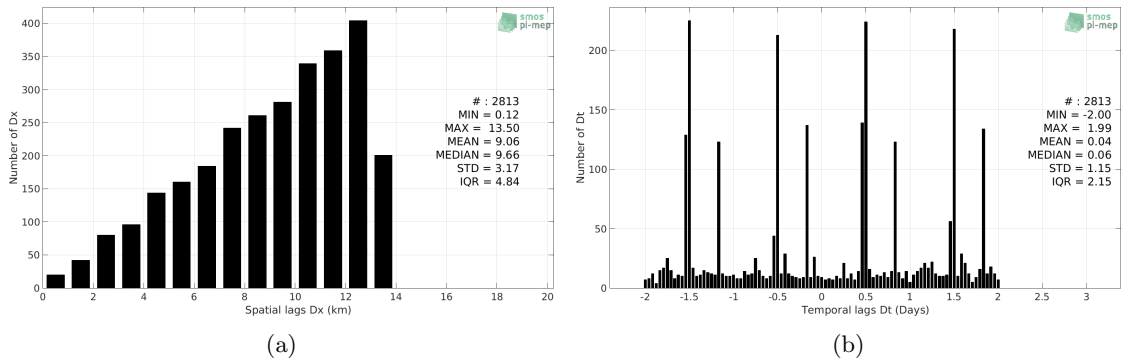 smos
pi-mep
400
350
300
250
200
150
100
50
0
Number of Dx
# : 2813
MIN = 0.12
MAX = 13.50
MEAN = 9.06
MEDIAN = 9.66
STD = 3.17
IQR = 4.84
0 2 4 6 8 10 12 14 16 18 20
Spatial lags Dx (km)
(a)
smos
pi-mep
200
150
100
50
0
Number of Dt
# : 2813
MIN = -2.00
MAX = 1.99
MEAN = 0.04
MEDIAN = 0.06
STD = 1.15
IQR = 2.15
-2 -1.5 -1 -0.5 0 0.5 1 1.5 2 2.5 3
Temporal lags Dt (Days)
(b)